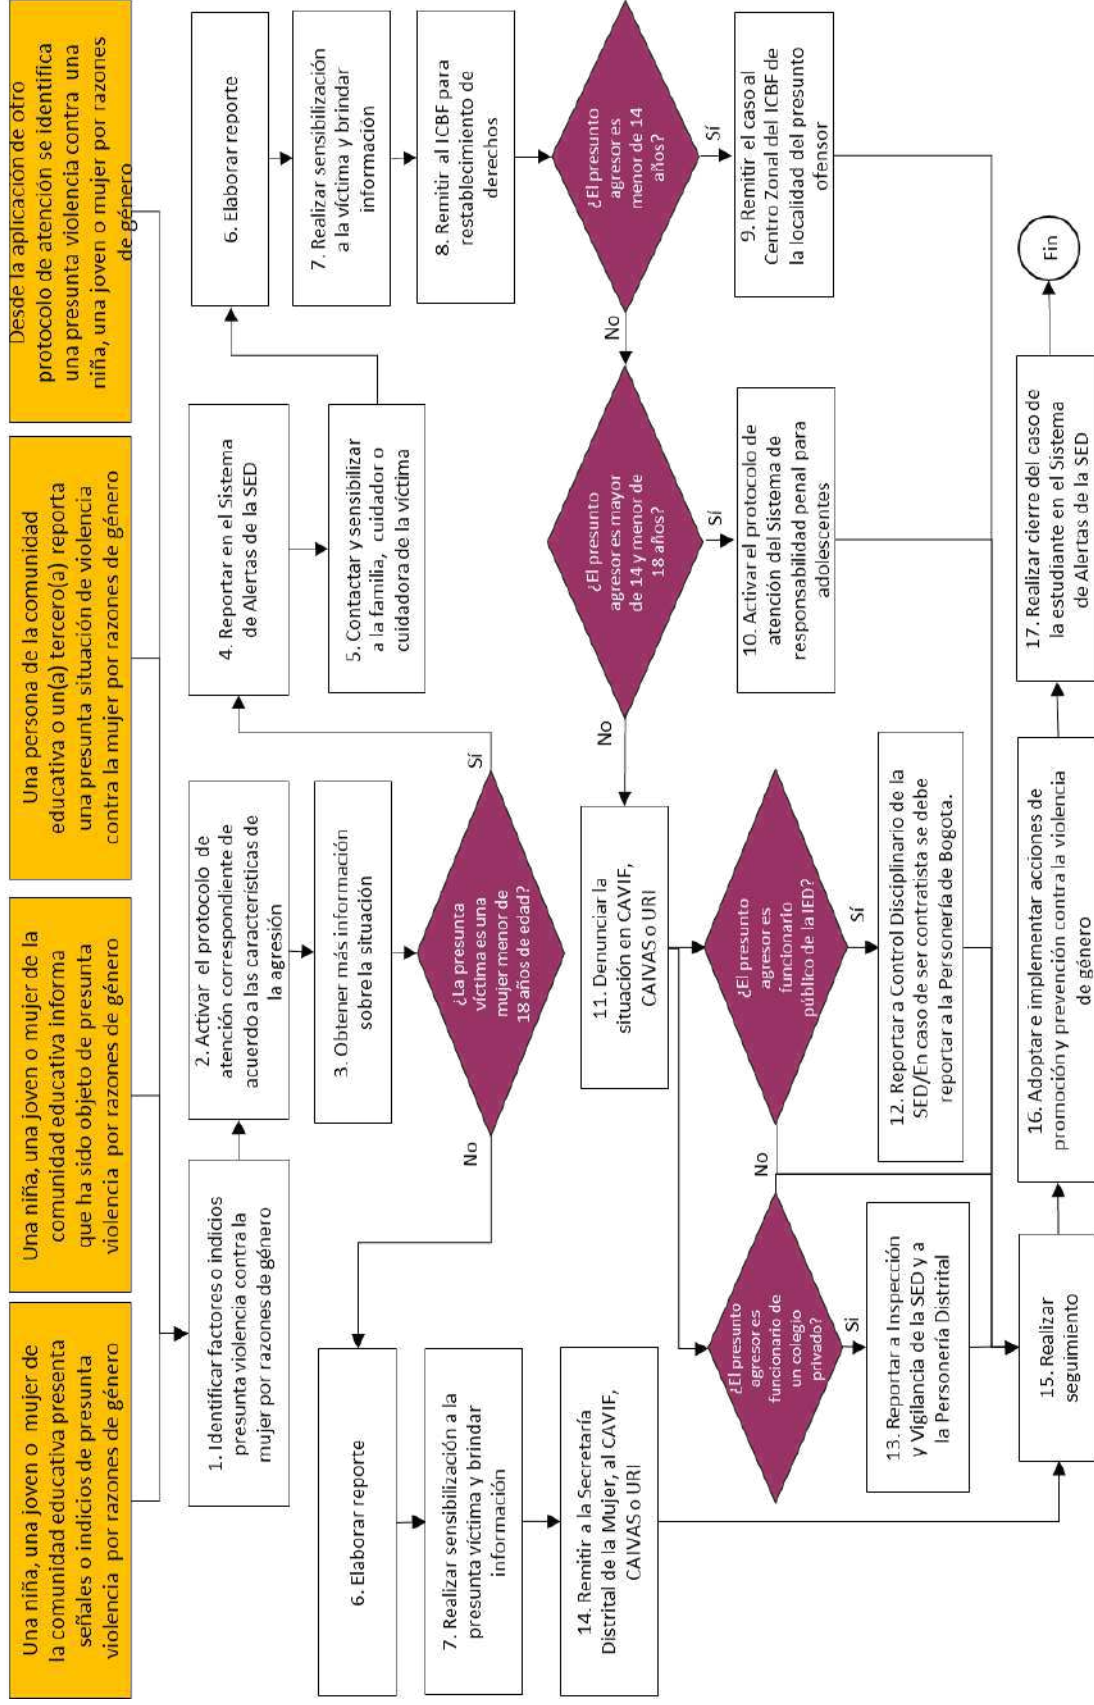 Una niña, una joven o mujer de
la comunidad educativa presenta
señales o indicios de presunta
violencia por razones de género
Una niña, una joven o mujer de la
comunidad educativa informa
que ha sido objeto de presunta
violencia por razones de género
Una persona de la comunidad
educativa o un(a) tercero(a) reporta
una presunta situación de violencia
contra la mujer por razones de género
Desde la aplicación de otro
protocolo de atención se identifica
una presunta violencia contra una
niña, una joven o mujer por razones
de género
1. Identificar factores o indicios
presunta violencia contra la
mujer por razones de género
2. Activar el protocolo de
atención correspondiente de
acuerdo a las características de
la agresión
3. Obtener más información
sobre la situación
¿La presunta
víctima es una
mujer menor de
18 años de edad?
No
Sí
4. Reportar en el Sistema
de Alertas de la SED
5. Contactar y sensibilizar
a la familia, cuidador o
cuidadora de la víctima
6. Elaborar reporte
7. Realizar sensibilización
a la víctima y brindar
información
8. Remitir al ICBF para
restablecimiento de
derechos
¿El presunto
agresor es
menor de 14
años?
Sí
No
9. Remitir el caso al
Centro Zonal del ICBF de
la localidad del presunto
ofensor
¿El presunto
agresor es mayor
de 14 y menor de
18 años?
Sí
No
10. Activar el protocolo de
atención del Sistema de
responsabilidad penal para
adolescentes
11. Denunciar la
situación en CAVIF,
CAIVAS o URI
¿El presunto
agresor es
funcionario
público de la IED?
Sí
No
12. Reportar a Control Disciplinario de la
SED/En caso de ser contratista se debe
reportar a la Personería de Bogota.
¿El presunto
agresor es
funcionario de
un colegio
privado?
Si
13. Reportar a Inspección
y Vigilancia de la SED y a
la Personería Distrital
6. Elaborar reporte
7. Realizar sensibilización a la
presunta víctima y brindar
información
14. Remitir a la Secretaría
Distrital de la Mujer, al CAVIF,
CAIVAS o URI
15. Realizar
seguimiento
16. Adoptar e implementar acciones de
promoción y prevención contra la violencia
de género
17. Realizar cierre del caso de
la estudiante en el Sistema
de Alertas de la SED
Fin